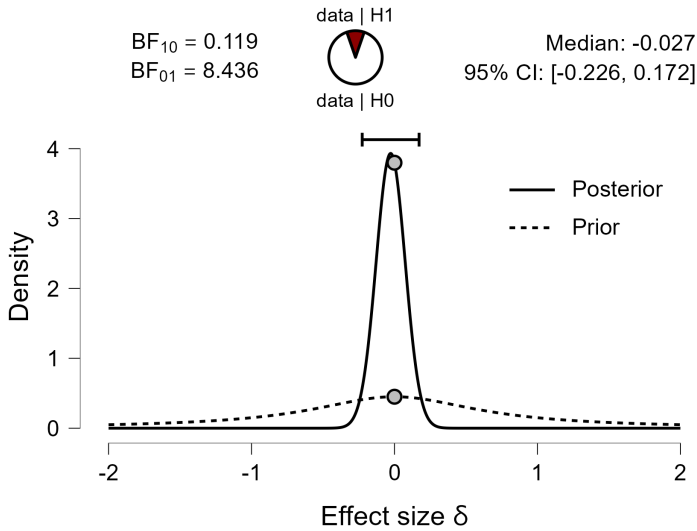 data | H1
BF₁₀ = 0.119
BF₀₁ = 8.436
Median: -0.027
95% CI: [-0.226, 0.172]
data | H0
Density
4
3
2
1
0
Posterior
Prior
-2 -1 0 1 2
Effect size δ